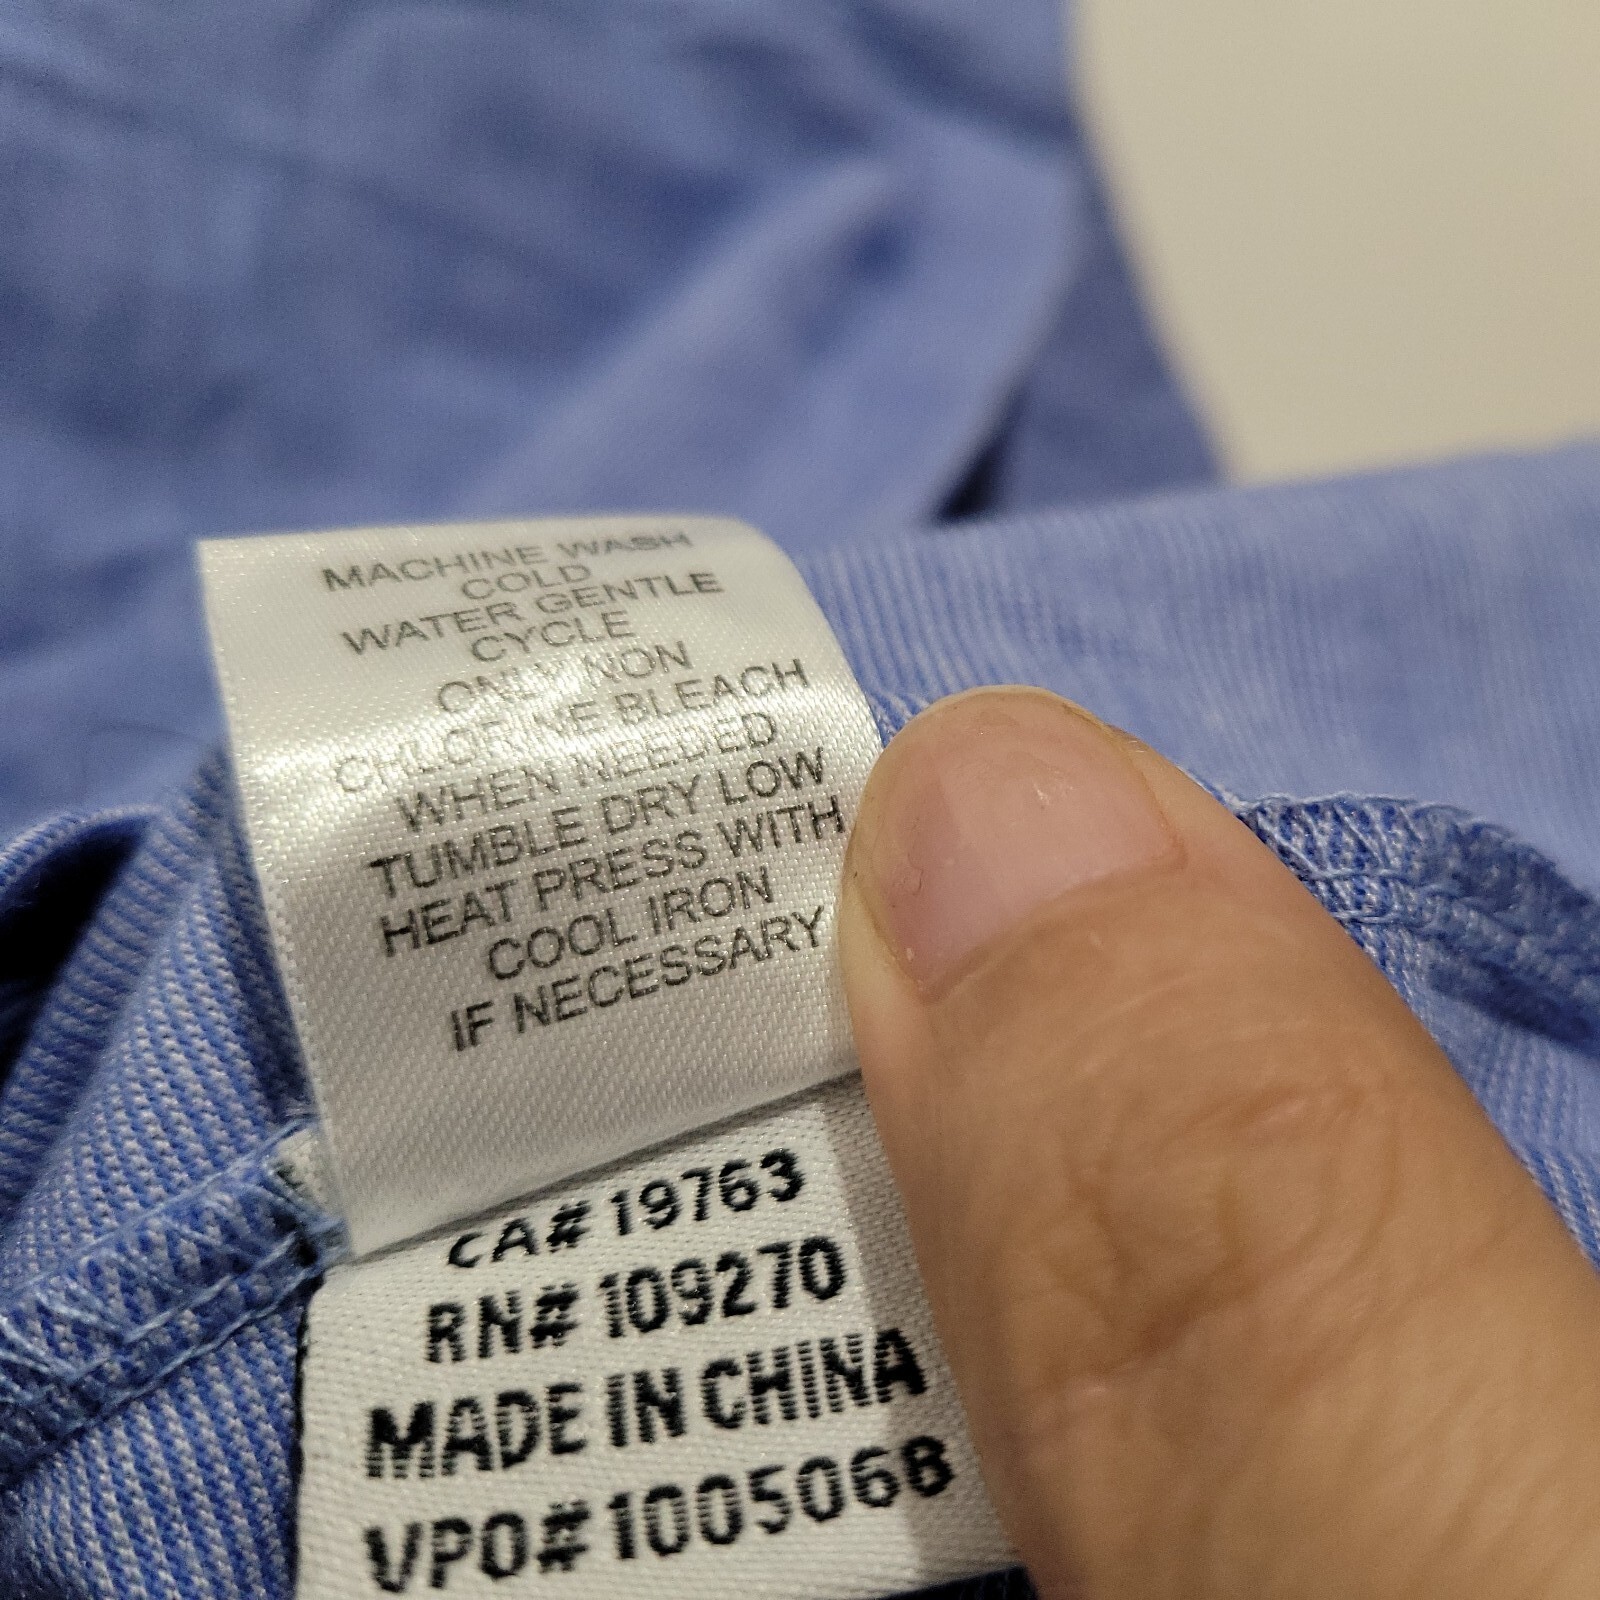 MACHINE WASH
COLD
WATER GENTLE
CYCLE
ONLY NON
CHLORINE BLEACH
WHEN NEEDED
TUMBLE DRY LOW
HEAT PRESS WITH
COOL IRON
IF NECESSARY
CA# 19763
RN# 109270
MADE IN CHINA
VPO# 100506B